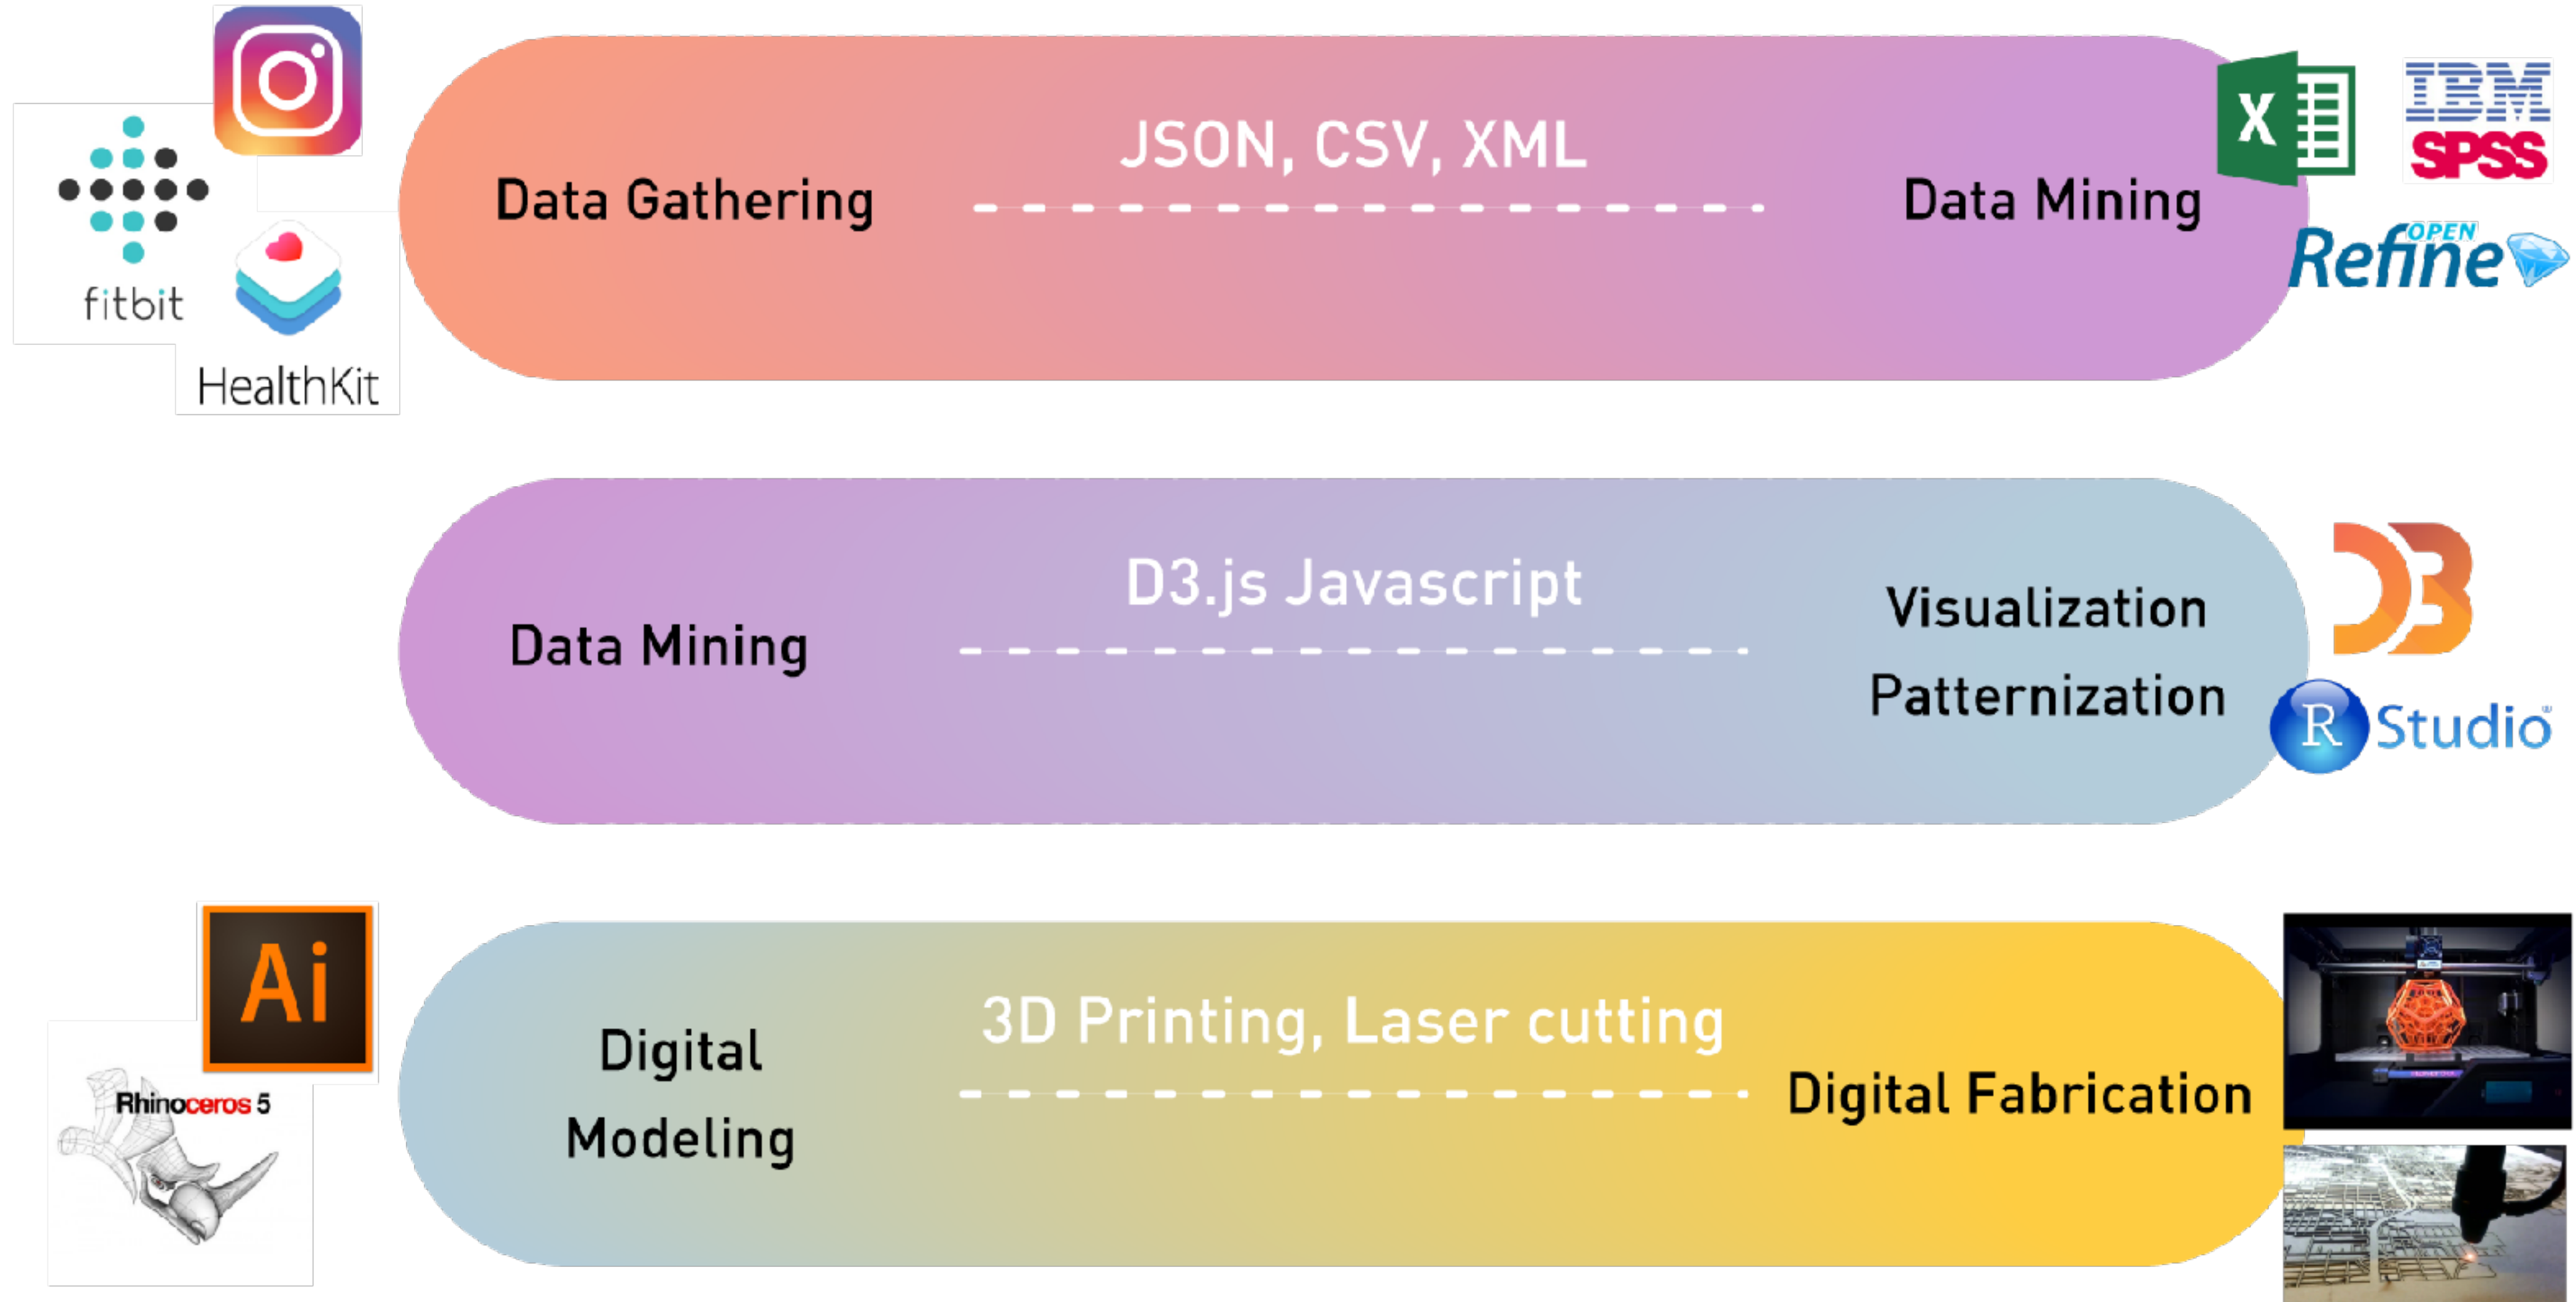 fitbit
HealthKit
Data Gathering
JSON, CSV, XML
Data Mining
X
IBM
SPSS
OPEN
Refine
Data Mining
D3.js Javascript
Visualization
Patternization
D3
R Studio®
Ai
Rhinoceros 5
Digital
Modeling
3D Printing, Laser cutting
Digital Fabrication